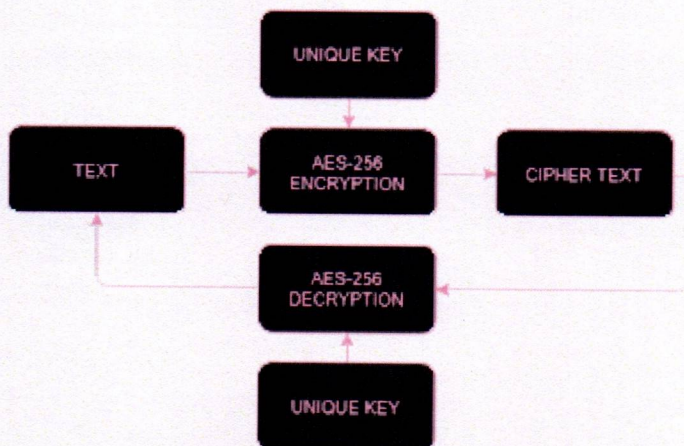 UNIQUE KEY
TEXT
AES-256
ENCRYPTION
CIPHER TEXT
AES-256
DECRYPTION
UNIQUE KEY